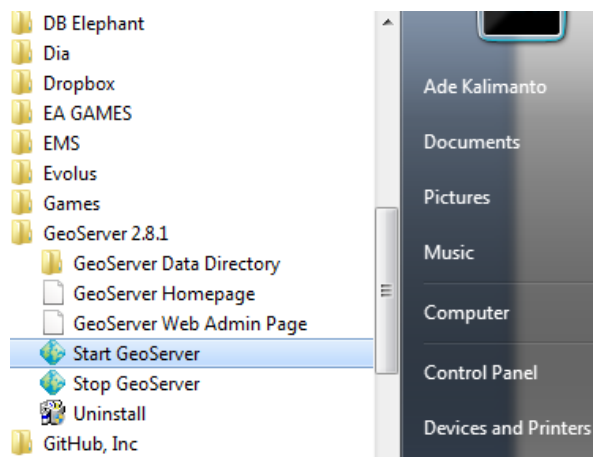 DB Elephant
Dia
Dropbox
EA GAMES
EMS
Evolus
Games
GeoServer 2.8.1
GeoServer Data Directory
GeoServer Homepage
GeoServer Web Admin Page
Start GeoServer
Stop GeoServer
Uninstall
GitHub, Inc
Ade Kalimanto
Documents
Pictures
Music
Computer
Control Panel
Devices and Printers